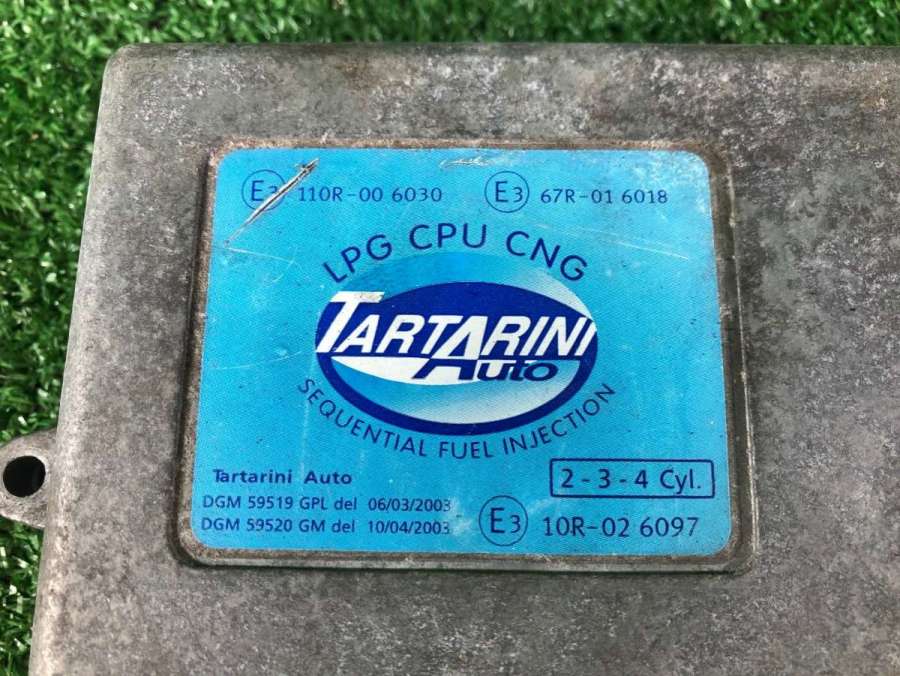 E3 110R-00 6030 E3 67R-01 6018
LPG CPU CNG
TARTARINI
Auto
SEQUENTIAL FUEL INJECTION
Tartarini Auto
2-3-4 Cyl.
DGM 59519 GPL del 06/03/2003
DGM 59520 GM del 10/04/2003
E3 10R-02 6097